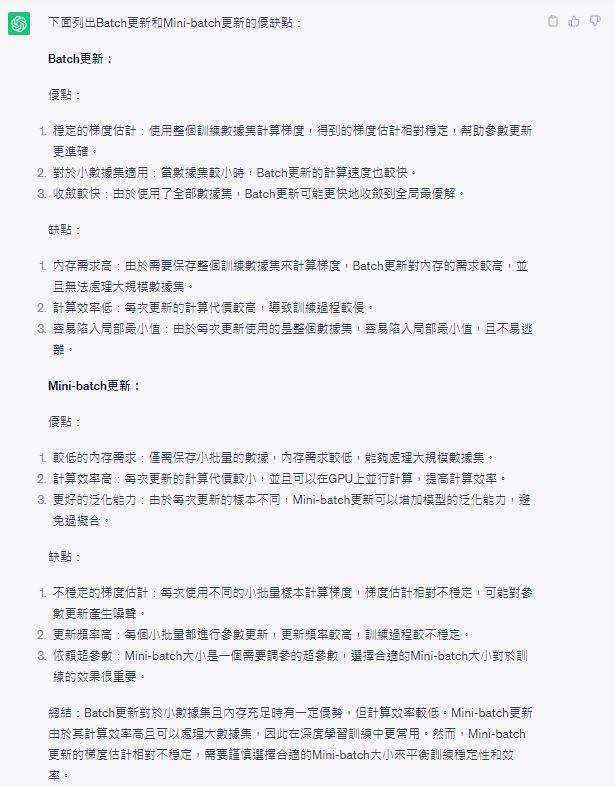 下面列出Batch更新和Mini-batch更新的優缺點：
Batch更新：
優點：
1. 穩定的梯度估計：使用整個訓練數據集計算梯度，得到的梯度估計相對穩定，幫助參數更新
更準確。
2. 對於小數據集適用：當數據集較小時，Batch更新的計算速度也較快。
3. 收斂較快：由於使用了全部數據集，Batch更新可能更快地收斂到全局最優解。
缺點：
1. 內存需求高：由於需要保存整個訓練數據集來計算梯度，Batch更新對內存的需求較高，並
且無法處理大規模數據集。
2. 計算效率低：每次更新的計算代價較高，導致訓練過程較慢。
3. 容易陷入局部最小值：由於每次更新使用的是整個數據集，容易陷入局部最小值，且不易逃
離。
Mini-batch更新：
優點：
1. 較低的內存需求：僅需保存小批量的數據，內存需求較低，能夠處理大規模數據集。
2. 計算效率高：每次更新的計算代價較小，並且可以在GPU上並行計算，提高計算效率。
3. 更好的泛化能力：由於每次更新的樣本不同，Mini-batch更新可以增加模型的泛化能力，避
免過擬合。
缺點：
1. 不穩定的梯度估計：每次使用不同的小批量樣本計算梯度，梯度估計相對不穩定，可能對參
數更新產生噪聲。
2. 更新頻率高：每個小批量都進行參數更新，更新頻率較高，訓練過程較不穩定。
3. 依賴超參數：Mini-batch大小是一個需要調參的超參數，選擇合適的Mini-batch大小對於訓
練的效果很重要。
總結：Batch更新對於小數據集且內存充足時有一定優勢，但計算效率較低。Mini-batch更新
由於其計算效率高且可以處理大數據集，因此在深度學習訓練中更常用。然而，Mini-batch
更新的梯度估計相對不穩定，需要謹慎選擇合適的Mini-batch大小來平衡訓練穩定性和效
率。